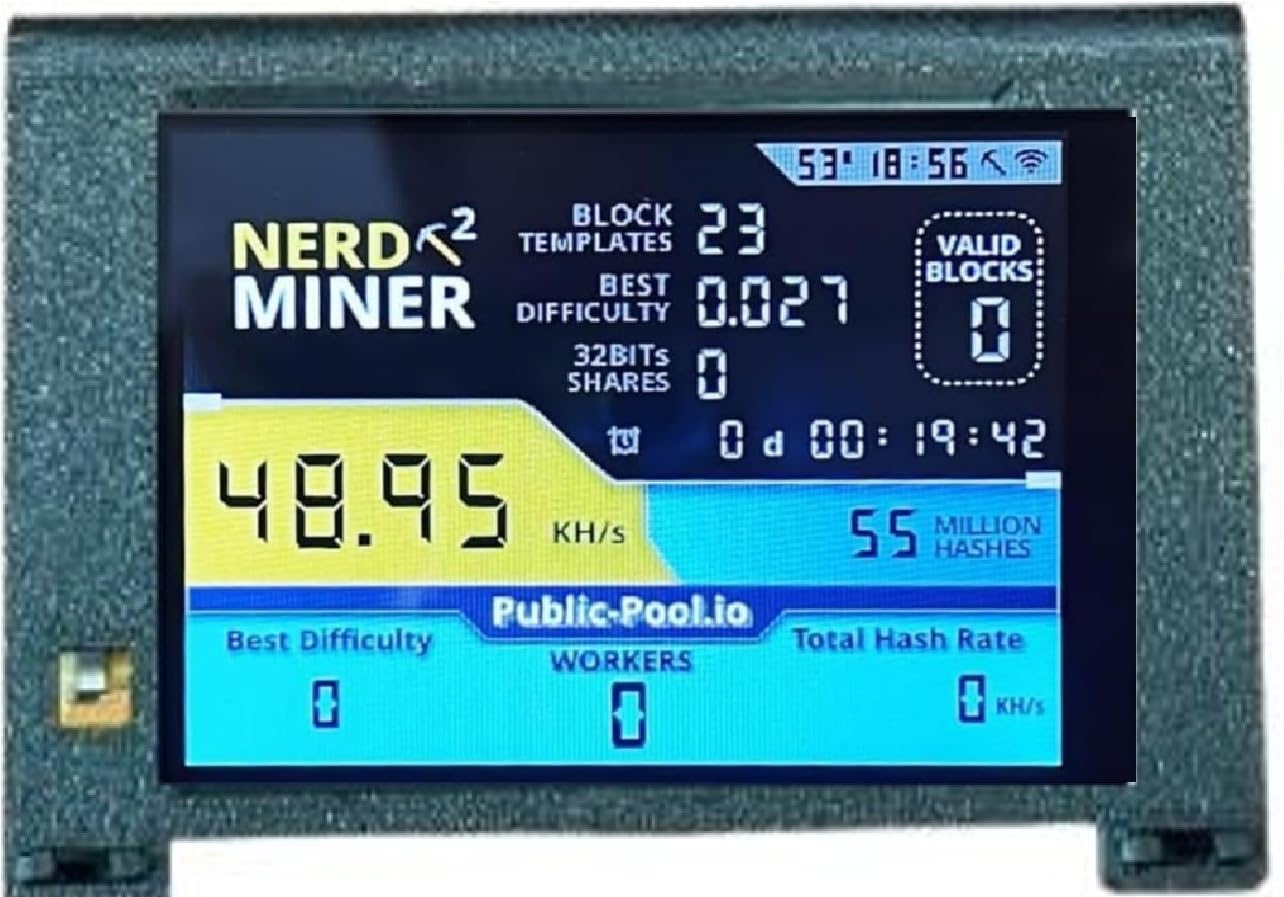 53° 18:56
NERD 2
MINER
BLOCK
TEMPLATES 23
BEST
DIFFICULTY 0.027
32BITs
SHARES 0
VALID
BLOCKS
0
0 d 00:19:42
48.95 KH/s
55 MILLION
HASHES
Public-Pool.io
Best Difficulty
0
WORKERS
0
Total Hash Rate
0 KH/s